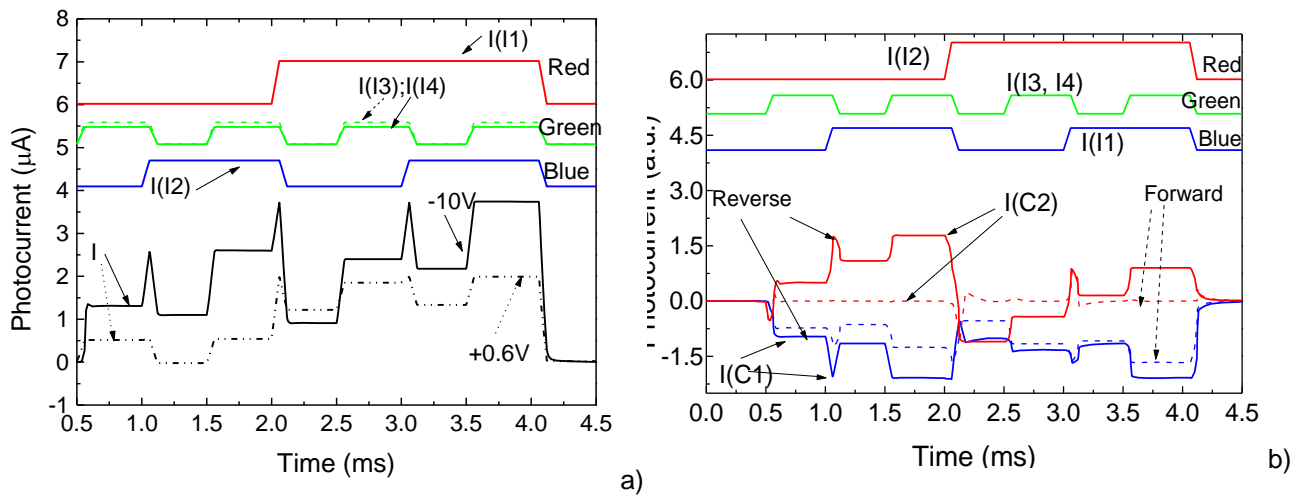 8
7
6
5
4
3
2
1
0
-1
Photocurrent (µA)
I(I1)
Red
I(I3);I(I4)
Green
I(I2)
Blue
-10V
I
+0.6V
0.5 1.0 1.5 2.0 2.5 3.0 3.5 4.0 4.5
Time (ms)
a)
6.0
4.5
3.0
1.5
0.0
-1.5
(a.u.)
I(I2)
Red
I(I3, I4)
Green
I(I1)
Blue
Reverse
I(C2)
Forward
I(C1)
0.0 0.5 1.0 1.5 2.0 2.5 3.0 3.5 4.0 4.5
Time (ms)
b)